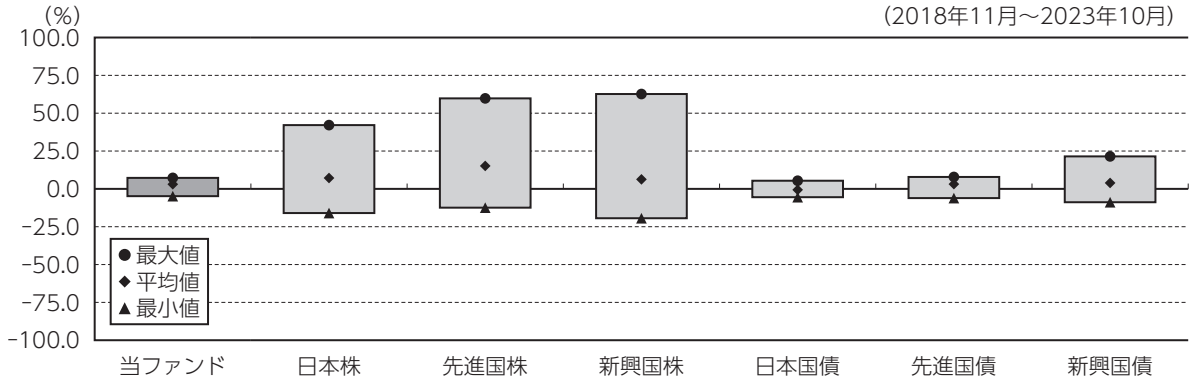 (%)
(2018年11月～2023年10月)
100.0
75.0
50.0
25.0
0.0
-25.0
-50.0
-75.0
-100.0
●最大値
◆平均値
▲最小値
当ファンド 日本株 先進国株 新興国株 日本国債 先進国債 新興国債